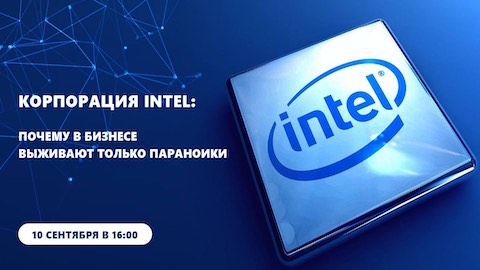 КОРПОРАЦИЯ INTEL:
ПОЧЕМУ В БИЗНЕСЕ
ВЫЖИВАЮТ ТОЛЬКО ПАРАНОИКИ
10 СЕНТЯБРЯ В 16:00
intel®